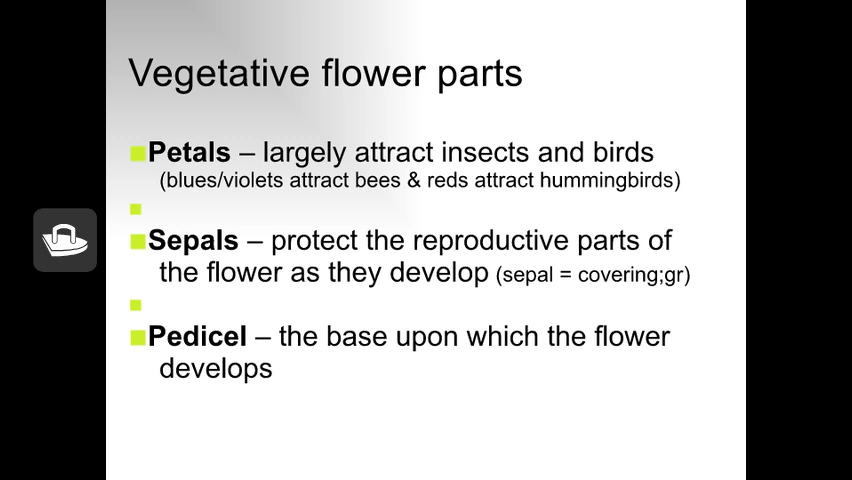 Vegetative flower parts
Petals – largely attract insects and birds
(blues/violets attract bees & reds attract hummingbirds)
Sepals – protect the reproductive parts of
the flower as they develop (sepal = covering;gr)
Pedicel – the base upon which the flower
develops